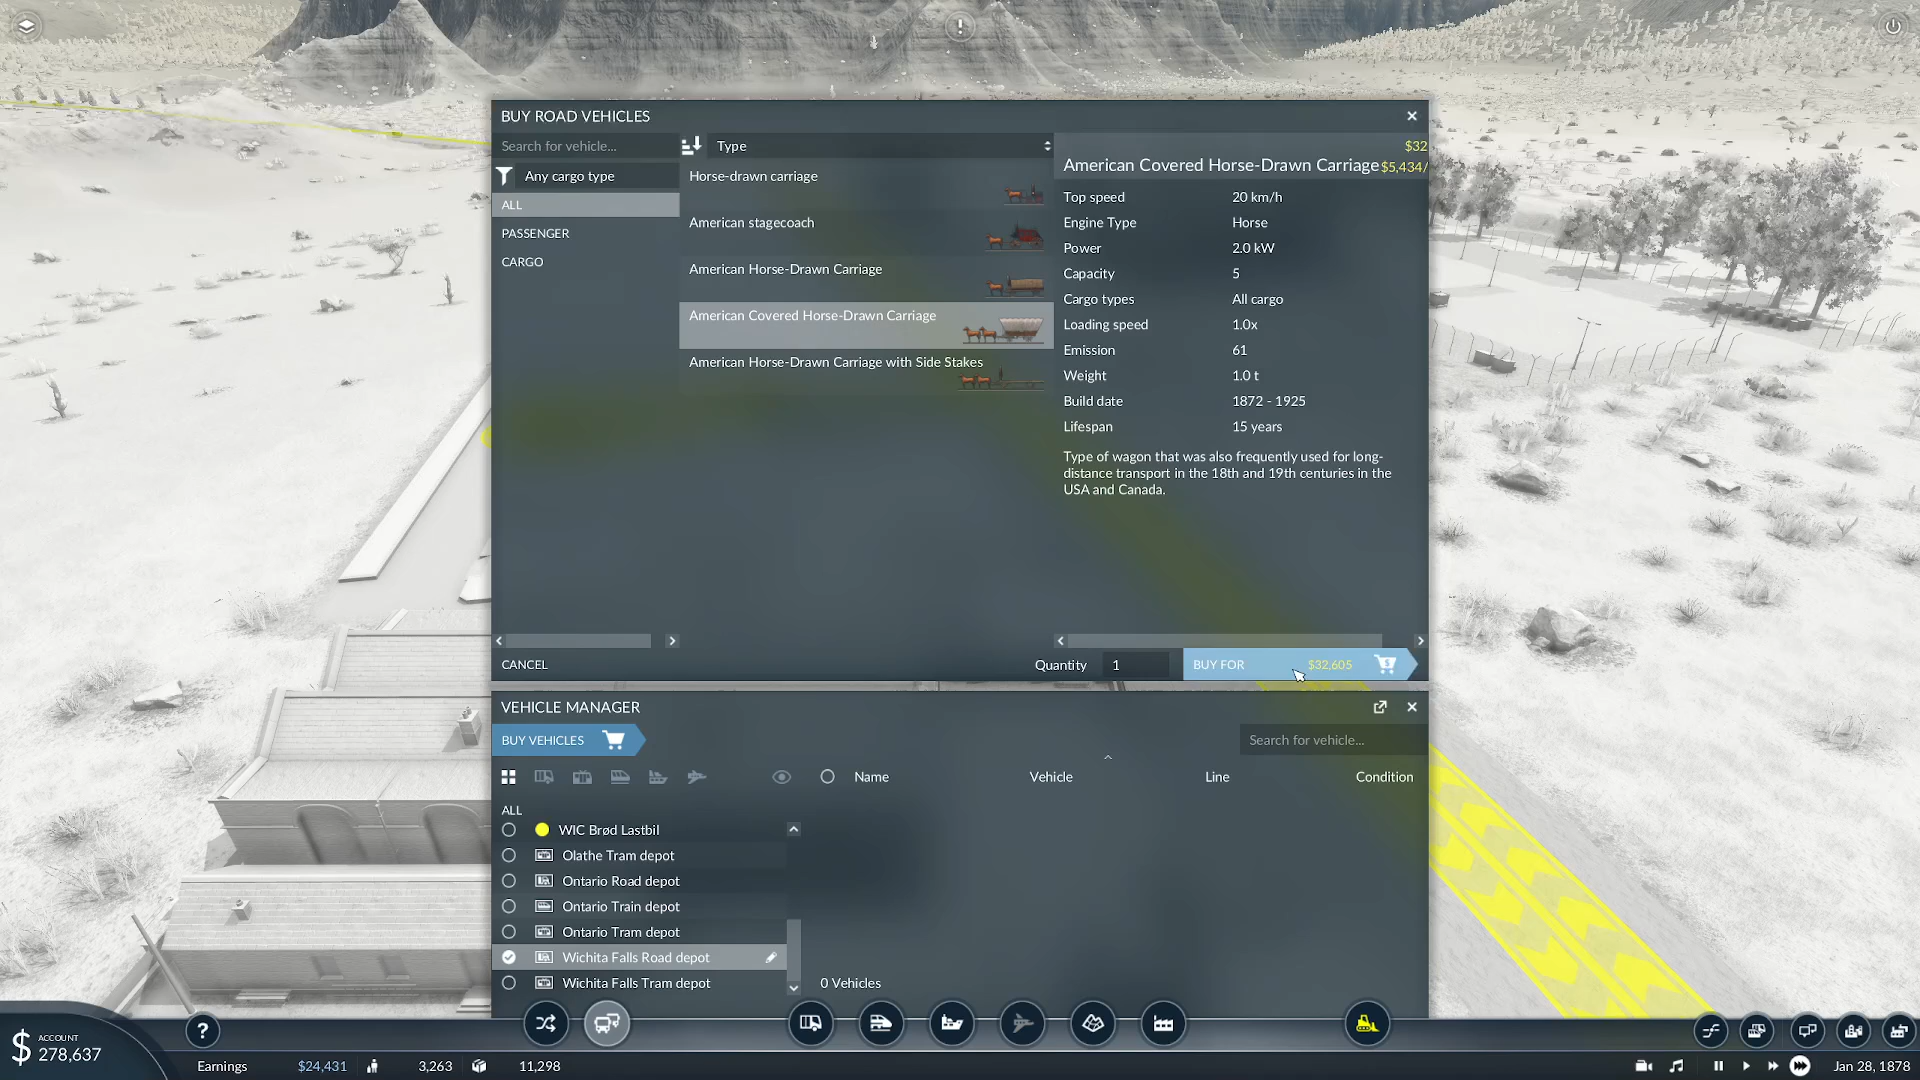 BUY ROAD VEHICLES
Search for vehicle...
Type
Any cargo type
ALL
PASSENGER
CARGO
Horse-drawn carriage
American stagecoach
American Horse-Drawn Carriage
American Covered Horse-Drawn Carriage
American Horse-Drawn Carriage with Side Stakes
$32
American Covered Horse-Drawn Carriage $5,434/
Top speed 20 km/h
Engine Type Horse
Power 2.0 kW
Capacity 5
Cargo types All cargo
Loading speed 1.0x
Emission 61
Weight 1.0 t
Build date 1872 - 1925
Lifespan 15 years
Type of wagon that was also frequently used for long-
distance transport in the 18th and 19th centuries in the
USA and Canada.
CANCEL
Quantity 1
BUY FOR $32,605
VEHICLE MANAGER
BUY VEHICLES
Search for vehicle...
Name Vehicle Line Condition
ALL
WIC Brød Lastbil
Olathe Tram depot
Ontario Road depot
Ontario Train depot
Ontario Tram depot
Wichita Falls Road depot
Wichita Falls Tram depot
0 Vehicles
$ ACCOUNT
278,637
?
Earnings $24,431 3,263 11,298
Jan 28, 1878